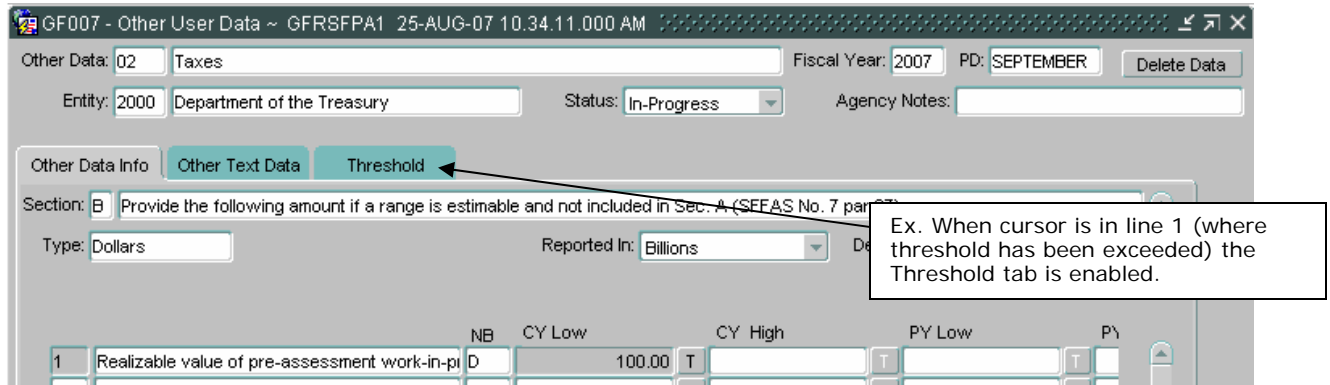 GF007 - Other User Data ~ GFRSFPA1 25-AUG-07 10.34.11.000 AM
Other Data: 02 Taxes Fiscal Year: 2007 PD: SEPTEMBER Delete Data
Entity: 2000 Department of the Treasury Status: In-Progress Agency Notes:
Other Data Info Other Text Data Threshold
Section: B Provide the following amount if a range is estimable and not included in Sec. A (SFFAS No. 7 par
Ex. When cursor is in line 1 (where
threshold has been exceeded) the
Threshold tab is enabled.
Type: Dollars Reported In: Billions
NB CY Low CY High PY Low
1 Realizable value of pre-assessment work-in- D 100.00 T T T